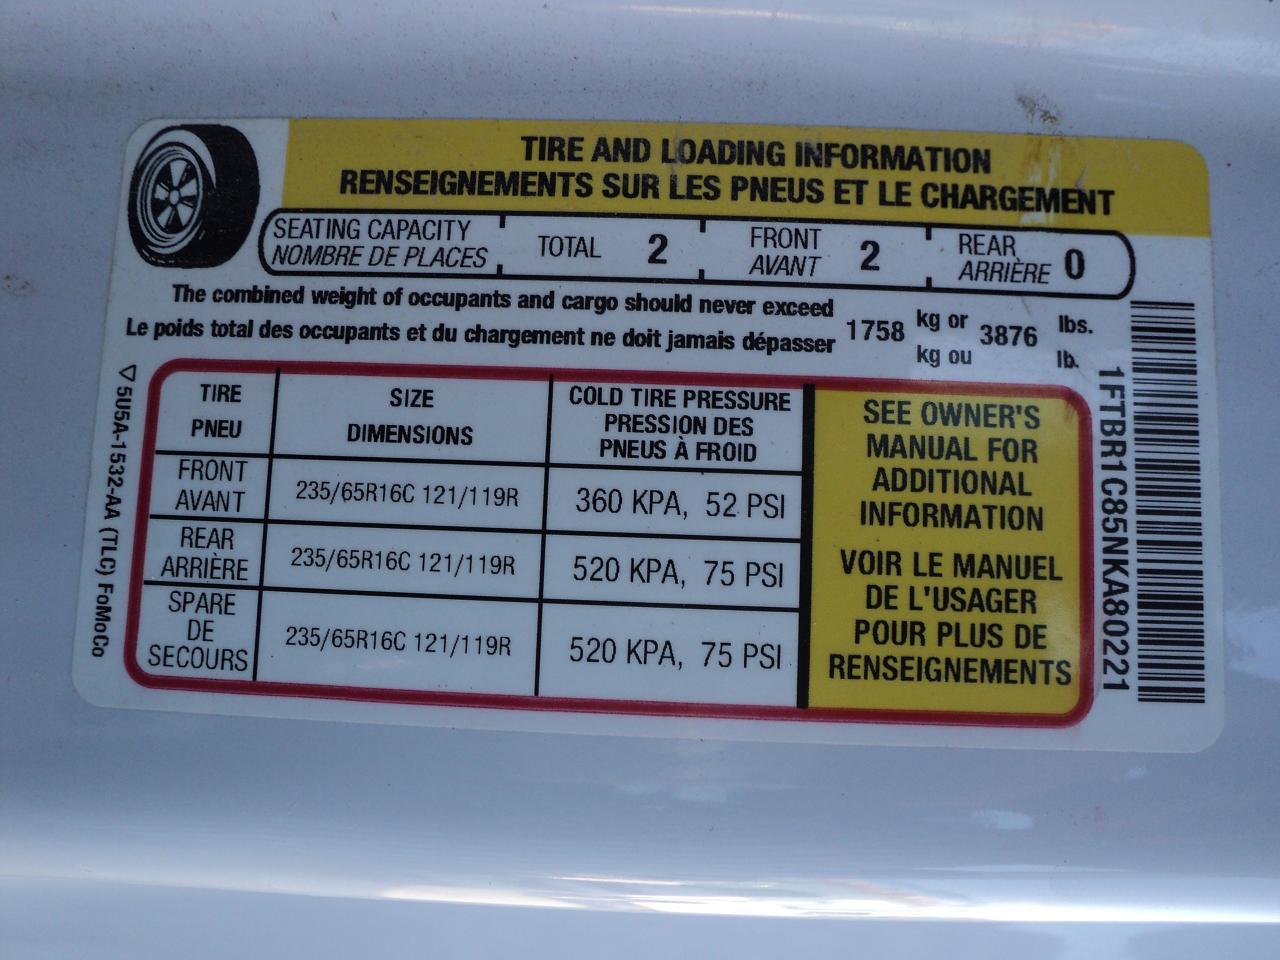 TIRE AND LOADING INFORMATION
RENSEIGNEMENTS SUR LES PNEUS ET LE CHARGEMENT
SEATING CAPACITY TOTAL 2 FRONT 2 REAR 0
NOMBRE DE PLACES AVANT ARRIÈRE
The combined weight of occupants and cargo should never exceed 1758 kg or 3876 lbs.
Le poids total des occupants et du chargement ne doit jamais dépasser kg ou lb.
TIRE SIZE COLD TIRE PRESSURE
PNEU DIMENSIONS PRESSION DES
PNEUS À FROID
FRONT
AVANT 235/65R16C 121/119R 360 KPA, 52 PSI
REAR
ARRIÈRE 235/65R16C 121/119R 520 KPA, 75 PSI
SPARE
DE
SECOURS 235/65R16C 121/119R 520 KPA, 75 PSI
SEE OWNER'S
MANUAL FOR
ADDITIONAL
INFORMATION
VOIR LE MANUEL
DE L'USAGER
POUR PLUS DE
RENSEIGNEMENTS
1FTBR1C85NKA80221
5U5A-1532-AA (TLC) FoMoCo